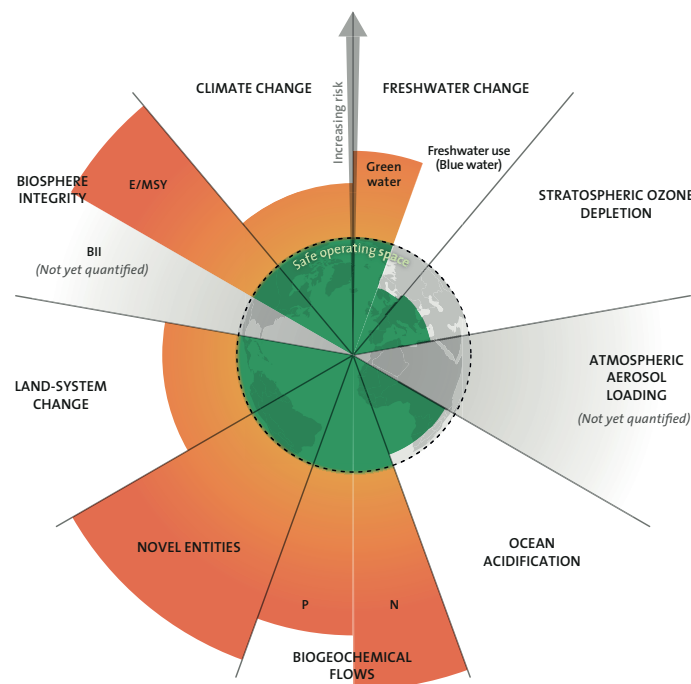 CLIMATE CHANGE
FRESHWATER CHANGE
Increasing risk
Green
water
Freshwater use
(Blue water)
STRATOSPHERIC OZONE
DEPLETION
BIOSPHERE
INTEGRITY
E/MSY
BII
(Not yet quantified)
Safe operating space
ATMOSPHERIC
AEROSOL
LOADING
(Not yet quantified)
LAND-SYSTEM
CHANGE
NOVEL ENTITIES
OCEAN
ACIDIFICATION
P
N
BIOGEOCHEMICAL
FLOWS